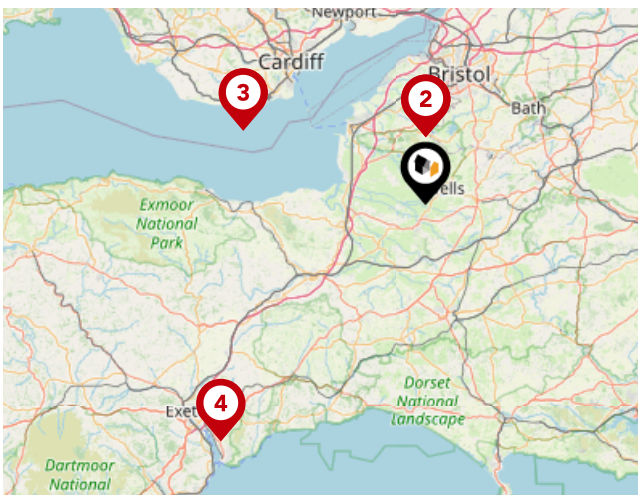 Newport
Cardiff
3
Bristol
2
Bath
ells
Exmoor
National
Park
4
Exet
Dorset
National
Landscape
Dartmoor
National